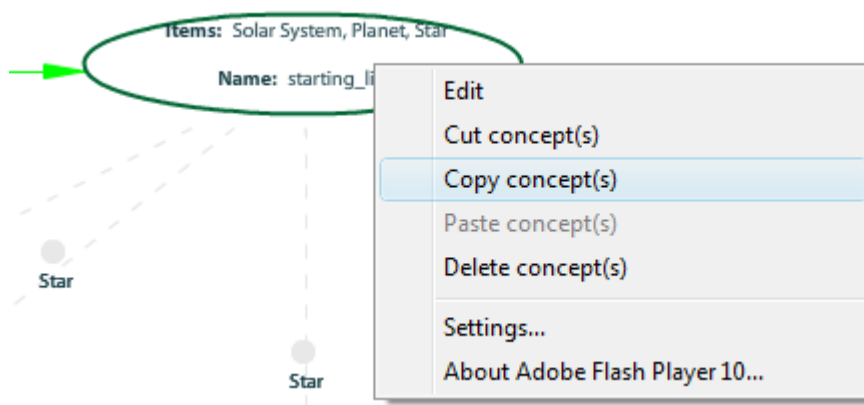 Items: Solar System, Planet, Star
Name: starting_li
Edit
Cut concept(s)
Copy concept(s)
Paste concept(s)
Delete concept(s)
Settings...
About Adobe Flash Player 10...
Star
Star